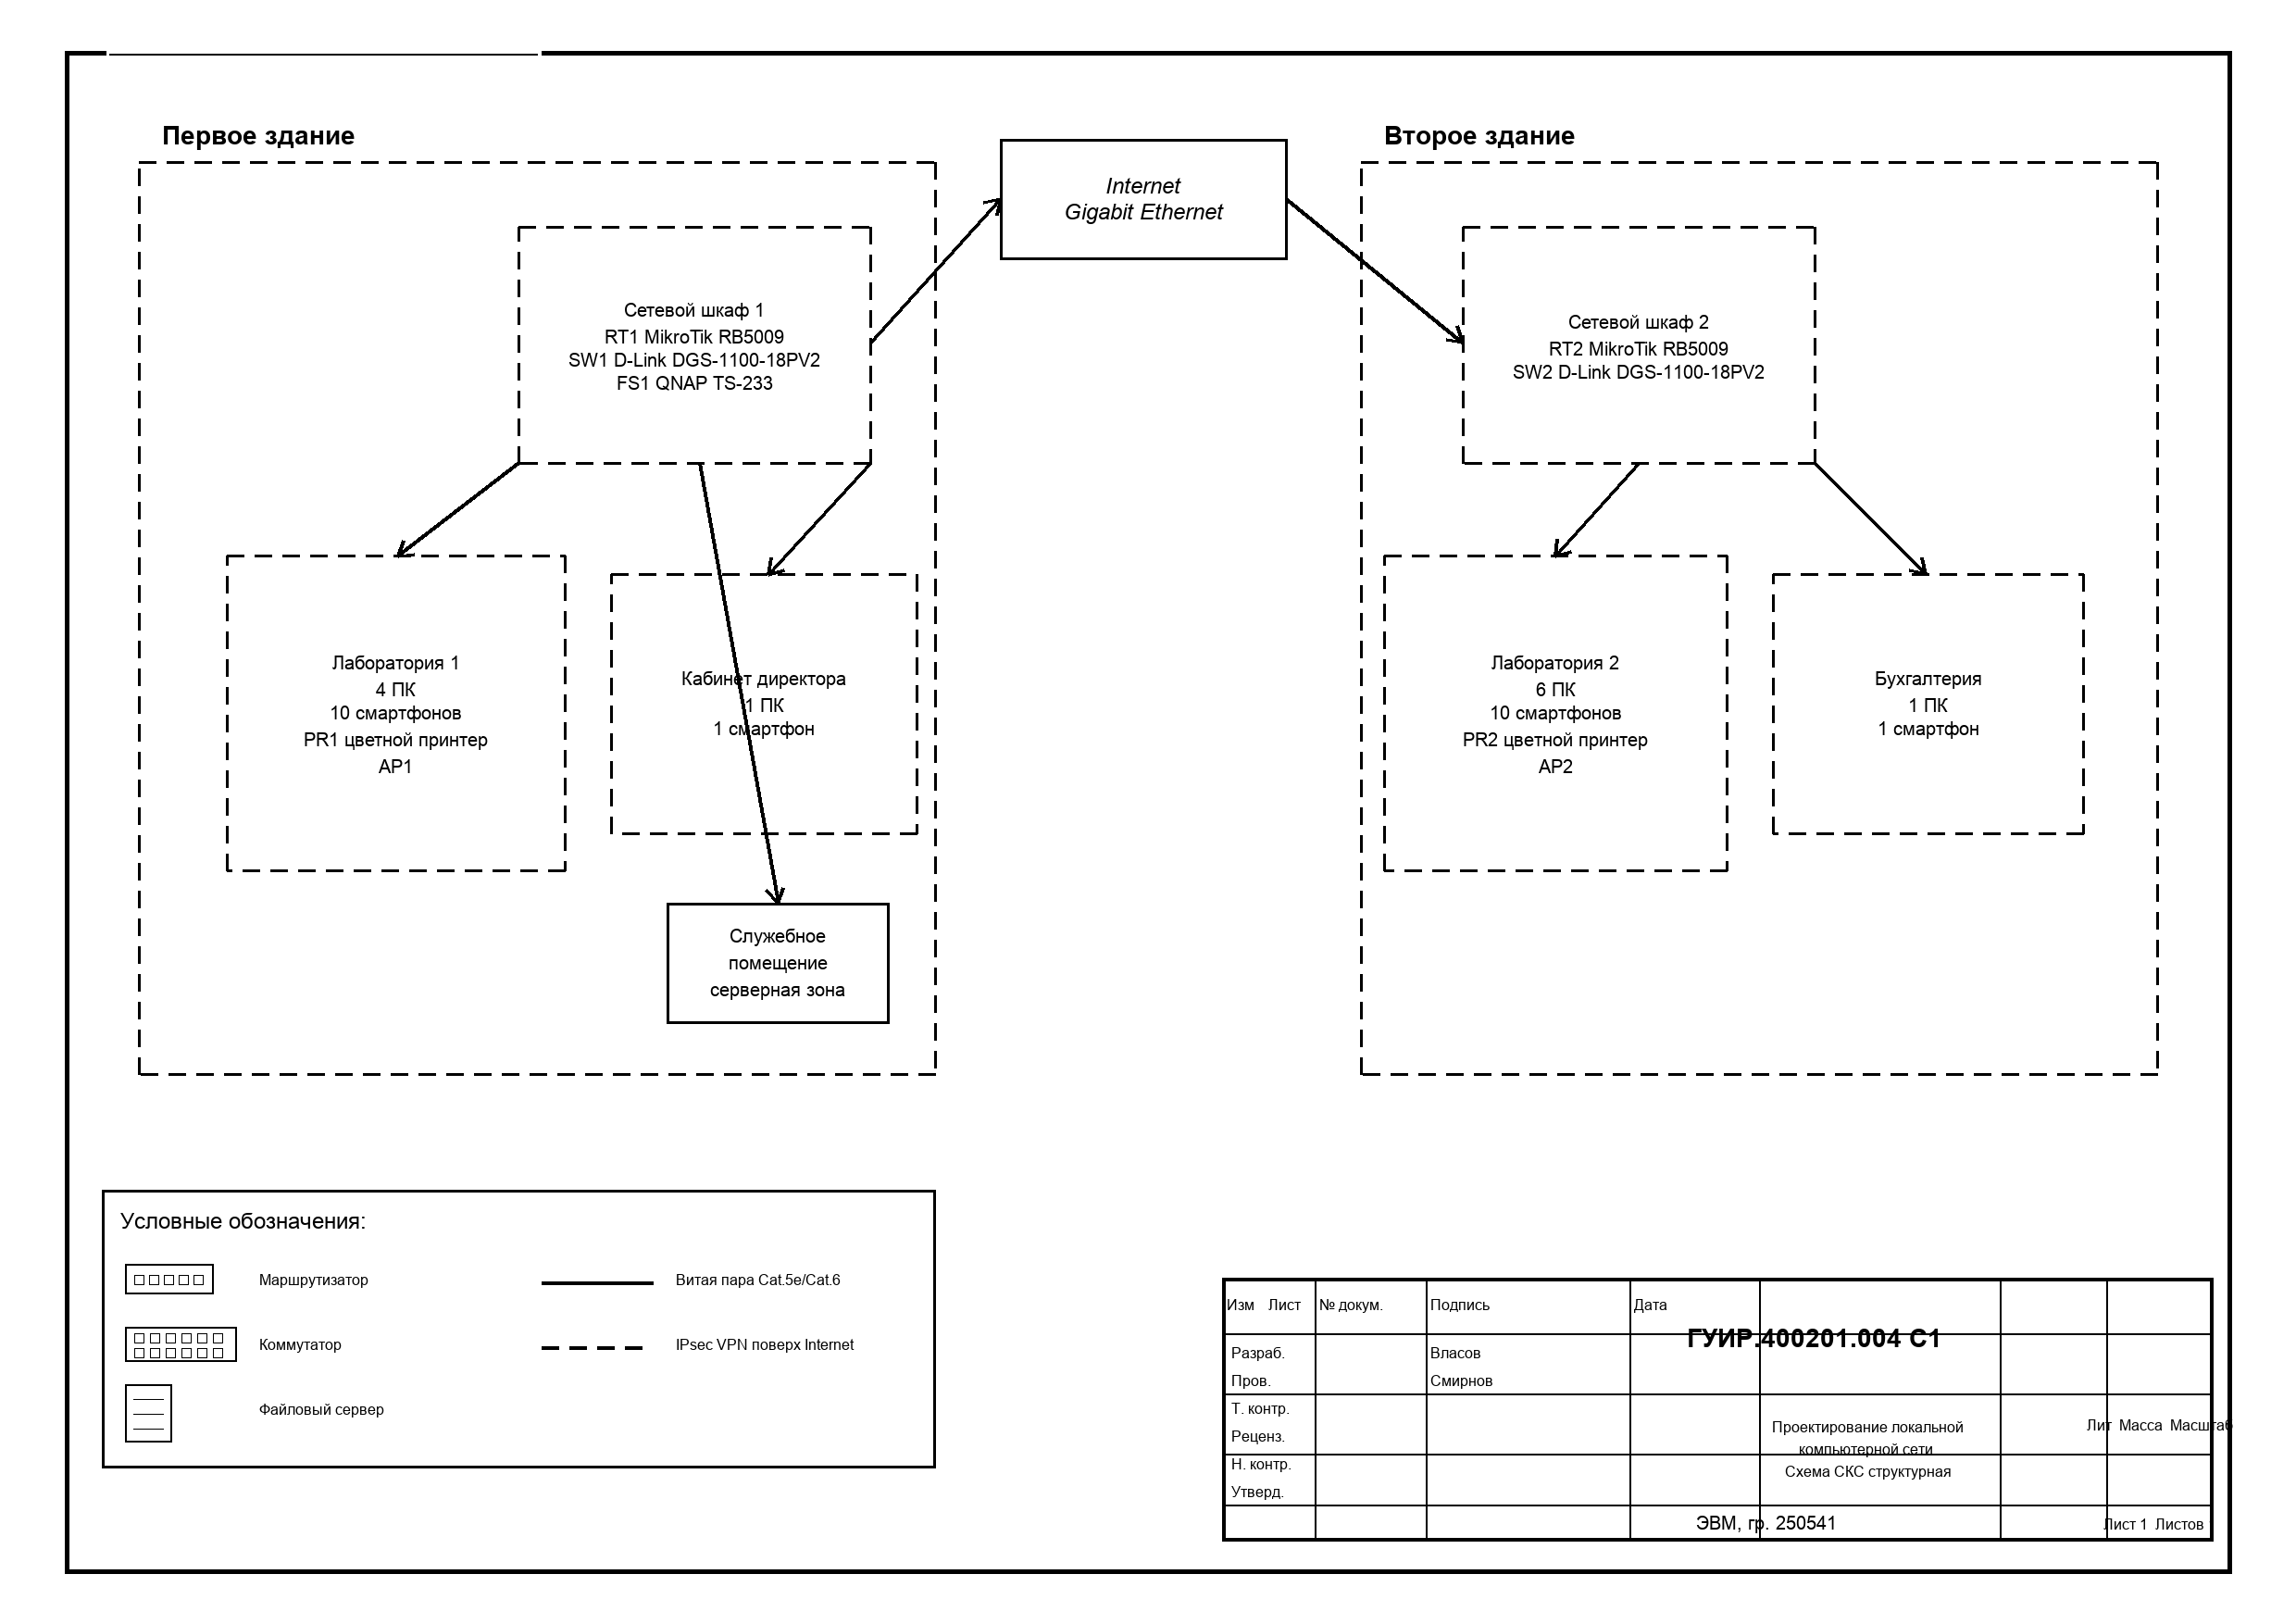 Первое здание
Второе здание
Internet
Gigabit Ethernet
Сетевой шкаф 1
RT1 MikroTik RB5009
SW1 D-Link DGS-1100-18PV2
FS1 QNAP TS-233
Сетевой шкаф 2
RT2 MikroTik RB5009
SW2 D-Link DGS-1100-18PV2
Лаборатория 1
4 ПК
10 смартфонов
PR1 цветной принтер
AP1
Кабинет директора
1 ПК
1 смартфон
Лаборатория 2
6 ПК
10 смартфонов
PR2 цветной принтер
AP2
Бухгалтерия
1 ПК
1 смартфон
Служебное
помещение
серверная зона
Условные обозначения:
Маршрутизатор
Витая пара Cat.5e/Cat.6
Коммутатор
IPsec VPN поверх Internet
Файловый сервер
Изм Лист № докум. Подпись Дата
ГУИР.400201.004 С1
Разраб. Власов
Пров. Смирнов
Т. контр.
Реценз.
Н. контр.
Утверд.
Проектирование локальной
компьютерной сети
Схема СКС структурная
Лит Масса Масштаб
ЭВМ, гр. 250541
Лист 1 Листов